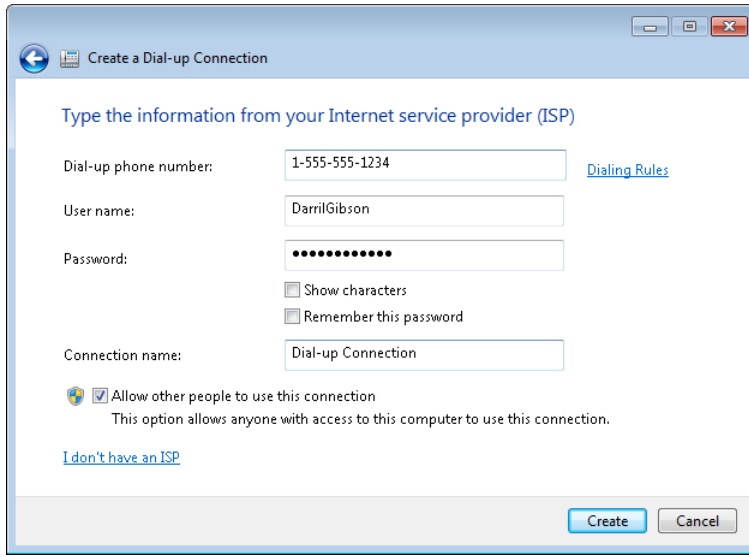 Create a Dial-up Connection
Type the information from your Internet service provider (ISP)
Dial-up phone number: 1-555-555-1234 Dialing Rules
User name: DarrilGibson
Password: ●●●●●●●●●●●●
Show characters
Remember this password
Connection name: Dial-up Connection
Allow other people to use this connection
This option allows anyone with access to this computer to use this connection.
I don't have an ISP
Create Cancel